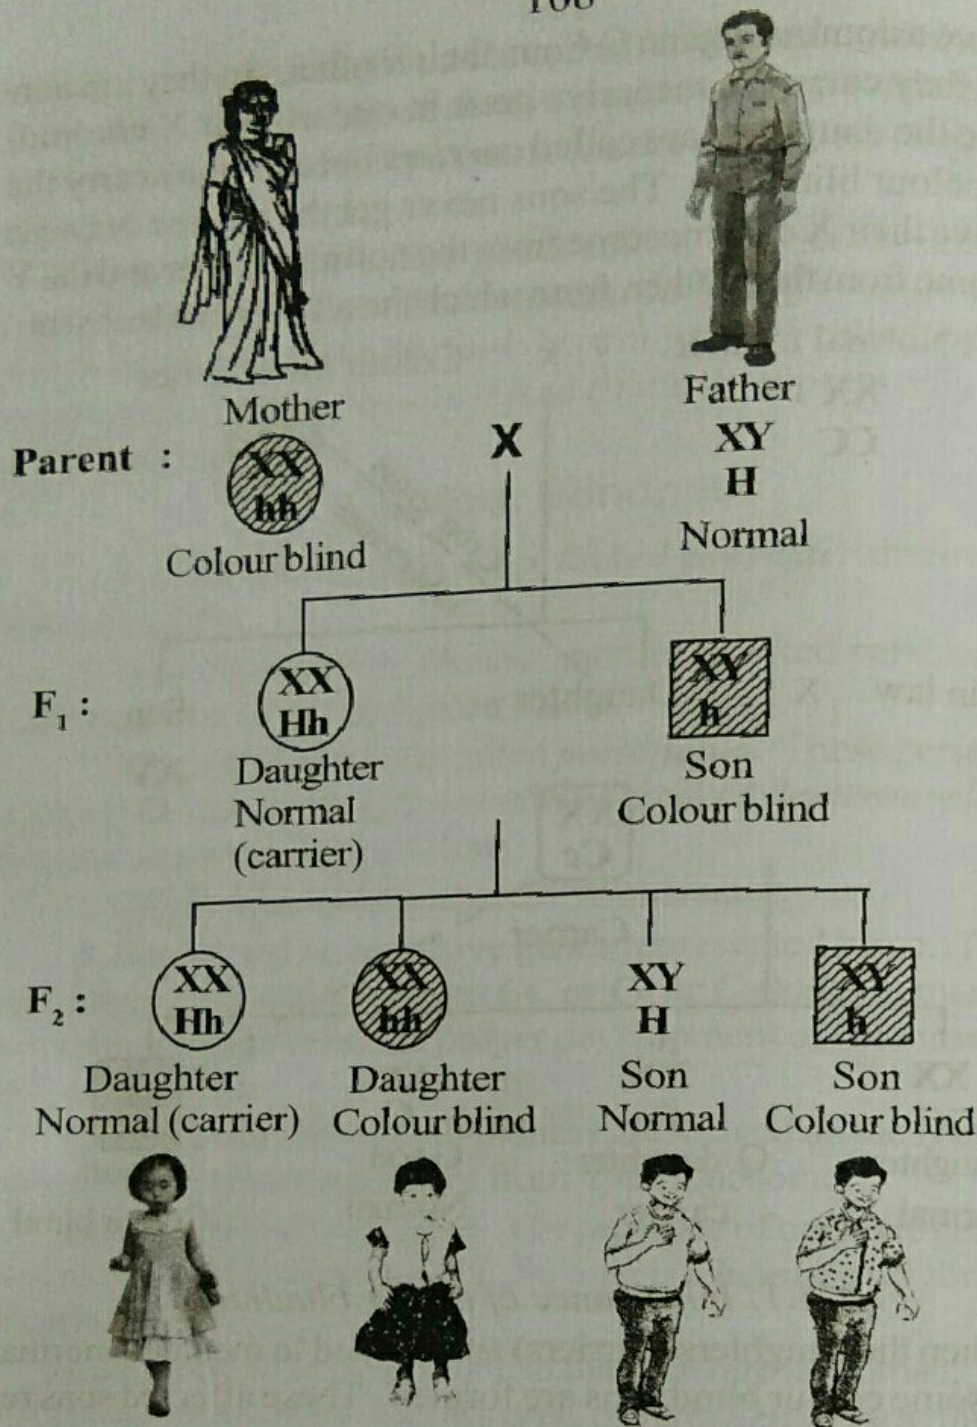 168
Mother Father
Parent : XX X XY
hh H
Colour blind Normal
F1 : XX XY
Hh h
Daughter Son
Normal Colour blind
(carrier)
F2 : XX XX XY XY
Hh hh H h
Daughter Daughter Son Son
Normal (carrier) Colour blind Normal Colour blind